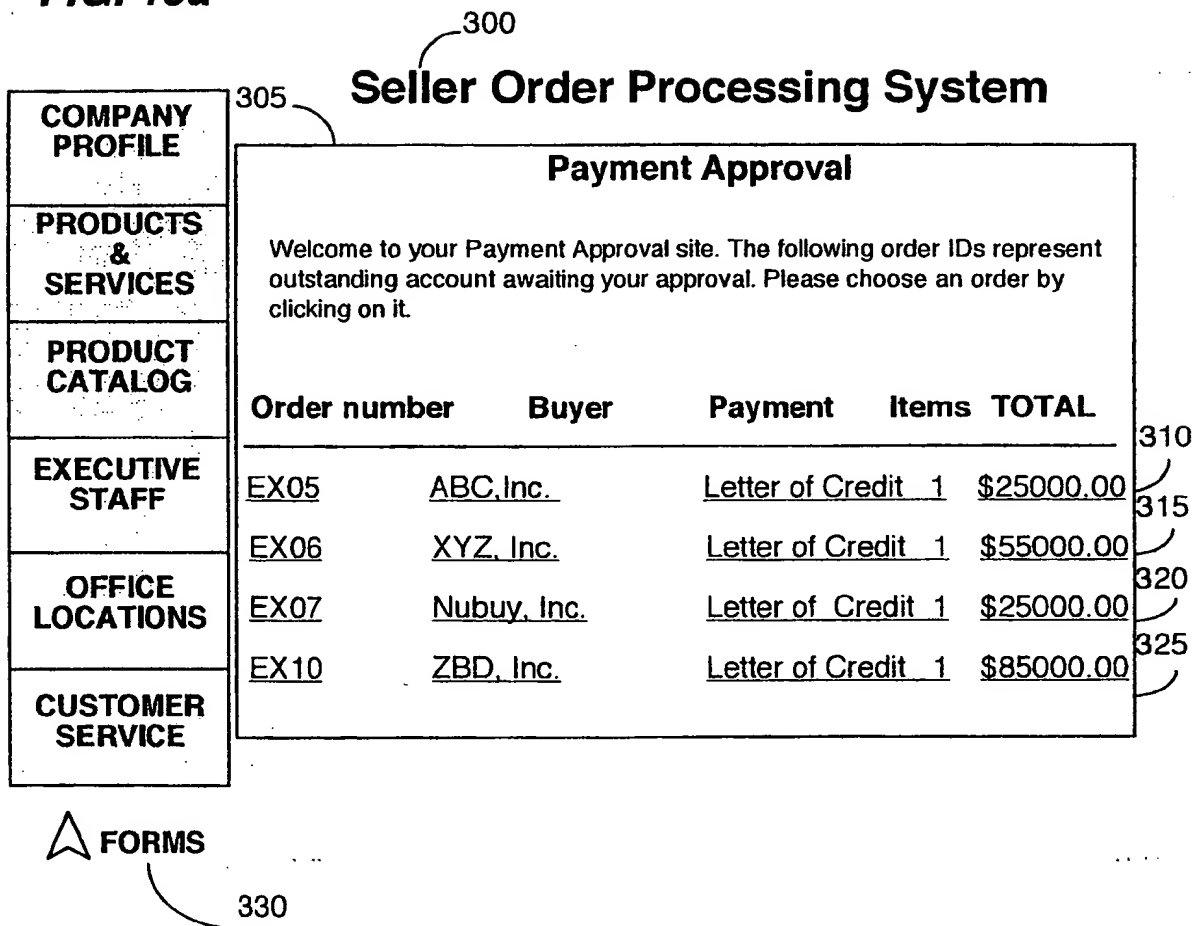 300
Seller Order Processing System
305
COMPANY
PROFILE
PRODUCTS
&
SERVICES
PRODUCT
CATALOG
EXECUTIVE
STAFF
OFFICE
LOCATIONS
CUSTOMER
SERVICE
Payment Approval
Welcome to your Payment Approval site. The following order IDs represent
outstanding account awaiting your approval. Please choose an order by
clicking on it.
Order number Buyer Payment Items TOTAL
310
EX05 ABC,Inc. Letter of Credit 1 $25000.00
315
EX06 XYZ, Inc. Letter of Credit 1 $55000.00
320
EX07 Nubuy, Inc. Letter of Credit 1 $25000.00
325
EX10 ZBD, Inc. Letter of Credit 1 $85000.00
FORMS
330